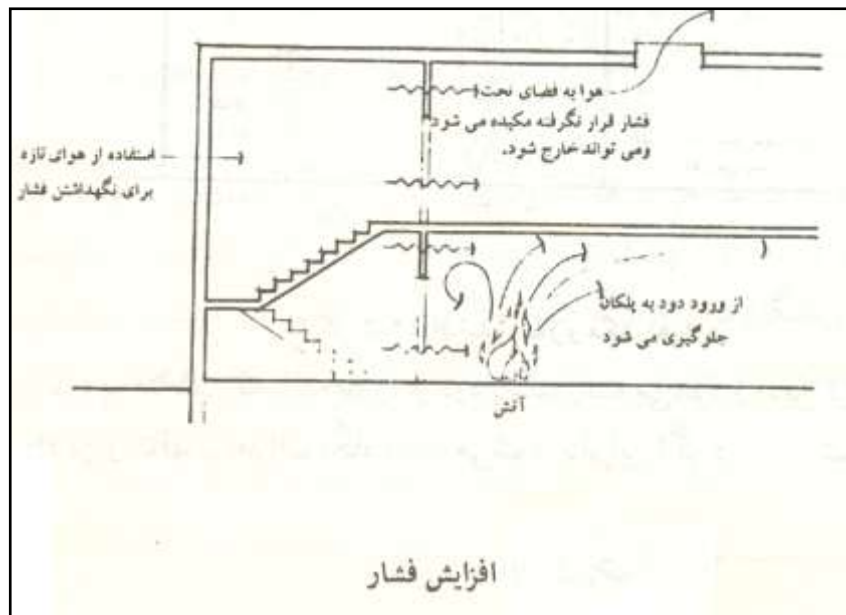 هوا به فضای تحت
فشار قرار نگرفته مکیده می شود
ومی تواند خارج شود.
استفاده از هوای تازه
برای نگهداشتن فشار
از ورود دود به پلکان
جلوگیری می شود
آتش
افزایش فشار